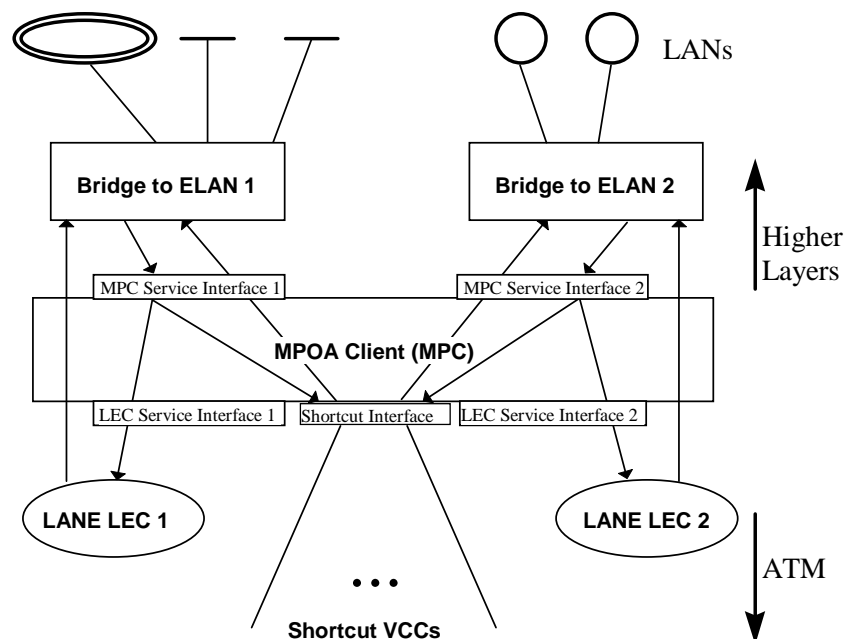 LANs
Bridge to ELAN 1
Bridge to ELAN 2
Higher
Layers
MPC Service Interface 1
MPC Service Interface 2
MPOA Client (MPC)
LEC Service Interface 1
Shortcut Interface
LEC Service Interface 2
LANE LEC 1
LANE LEC 2
ATM
• • •
Shortcut VCCs